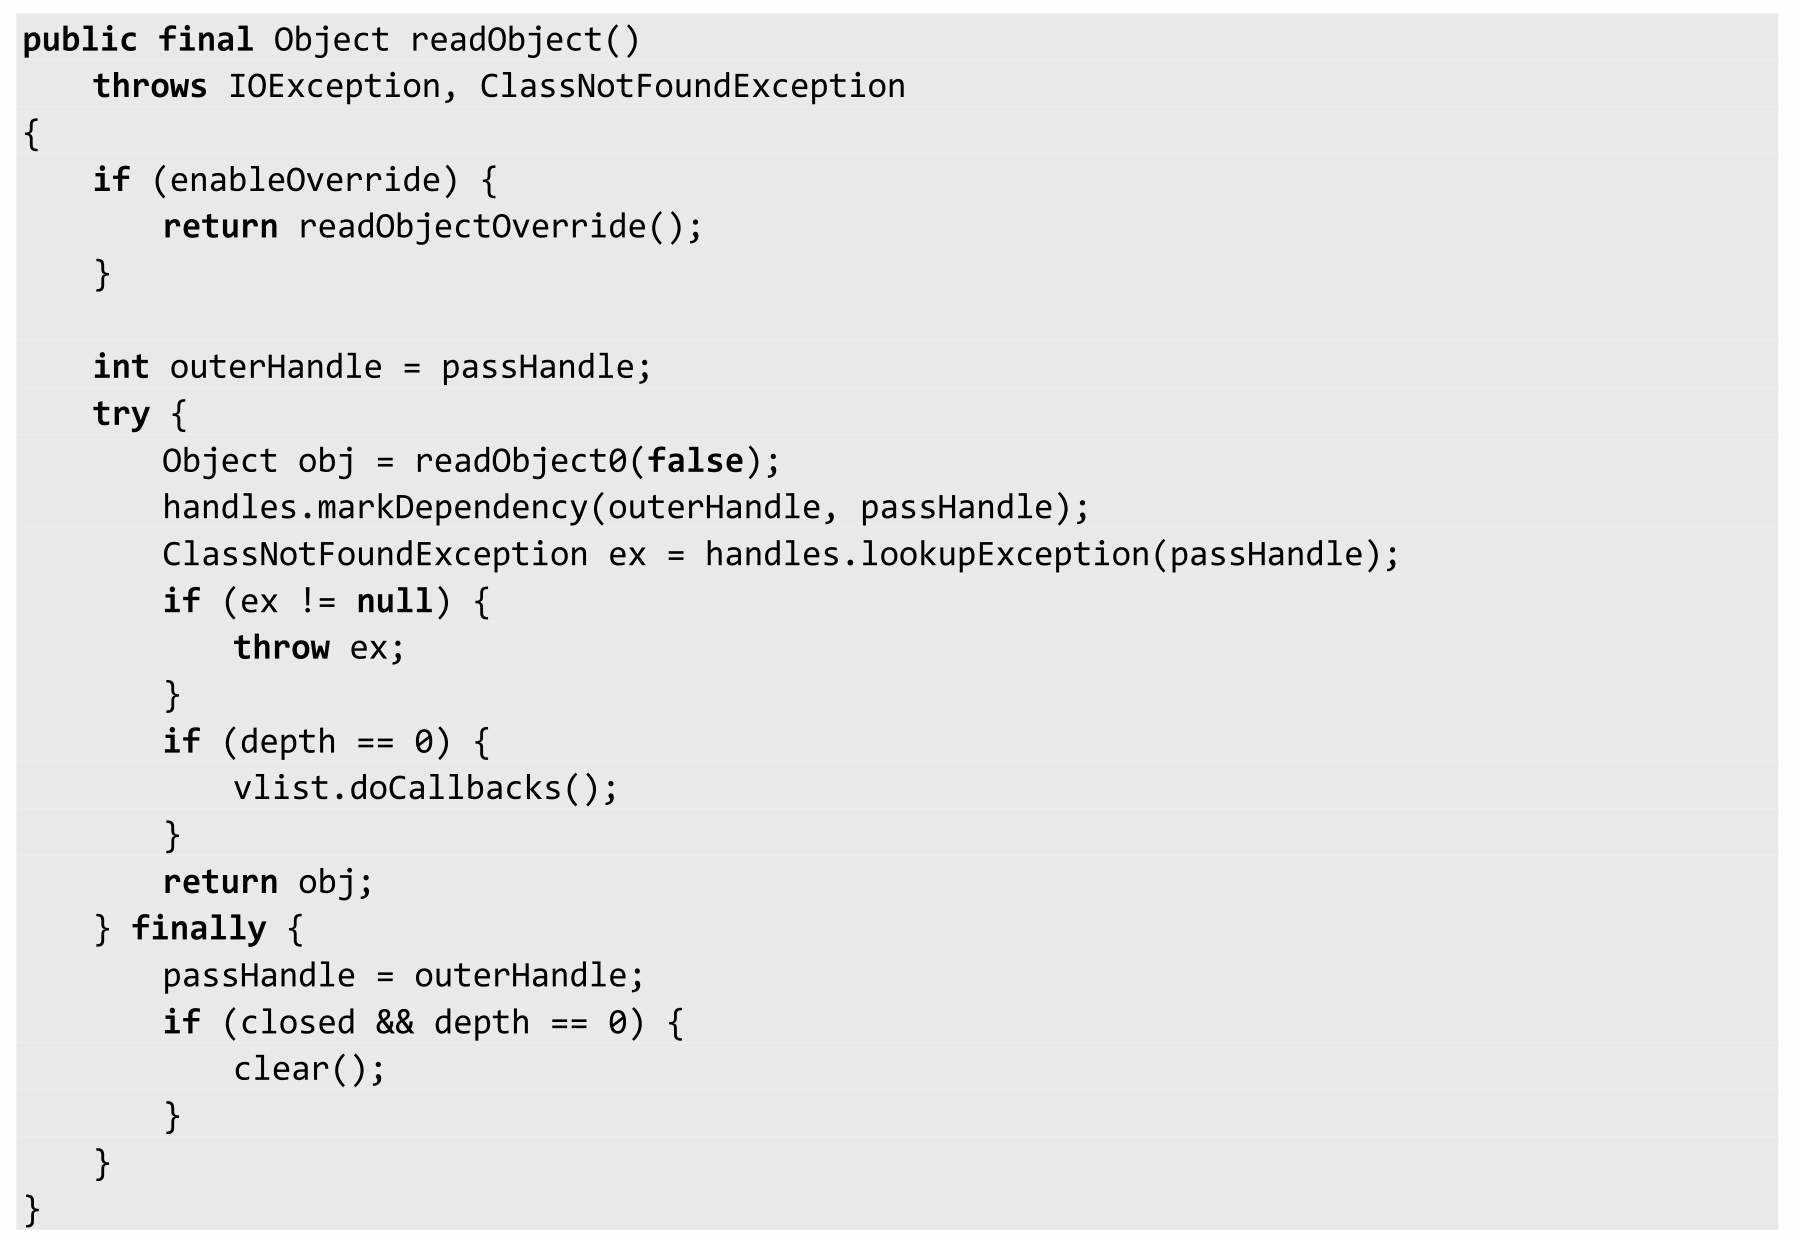 public final Object readObject()
    throws IOException, ClassNotFoundException
{
    if (enableOverride) {
        return readObjectOverride();
    }

    int outerHandle = passHandle;
    try {
        Object obj = readObject0(false);
        handles.markDependency(outerHandle, passHandle);
        ClassNotFoundException ex = handles.lookupException(passHandle);
        if (ex != null) {
            throw ex;
        }
        if (depth == 0) {
            vlist.doCallbacks();
        }
        return obj;
    } finally {
        passHandle = outerHandle;
        if (closed && depth == 0) {
            clear();
        }
    }
}